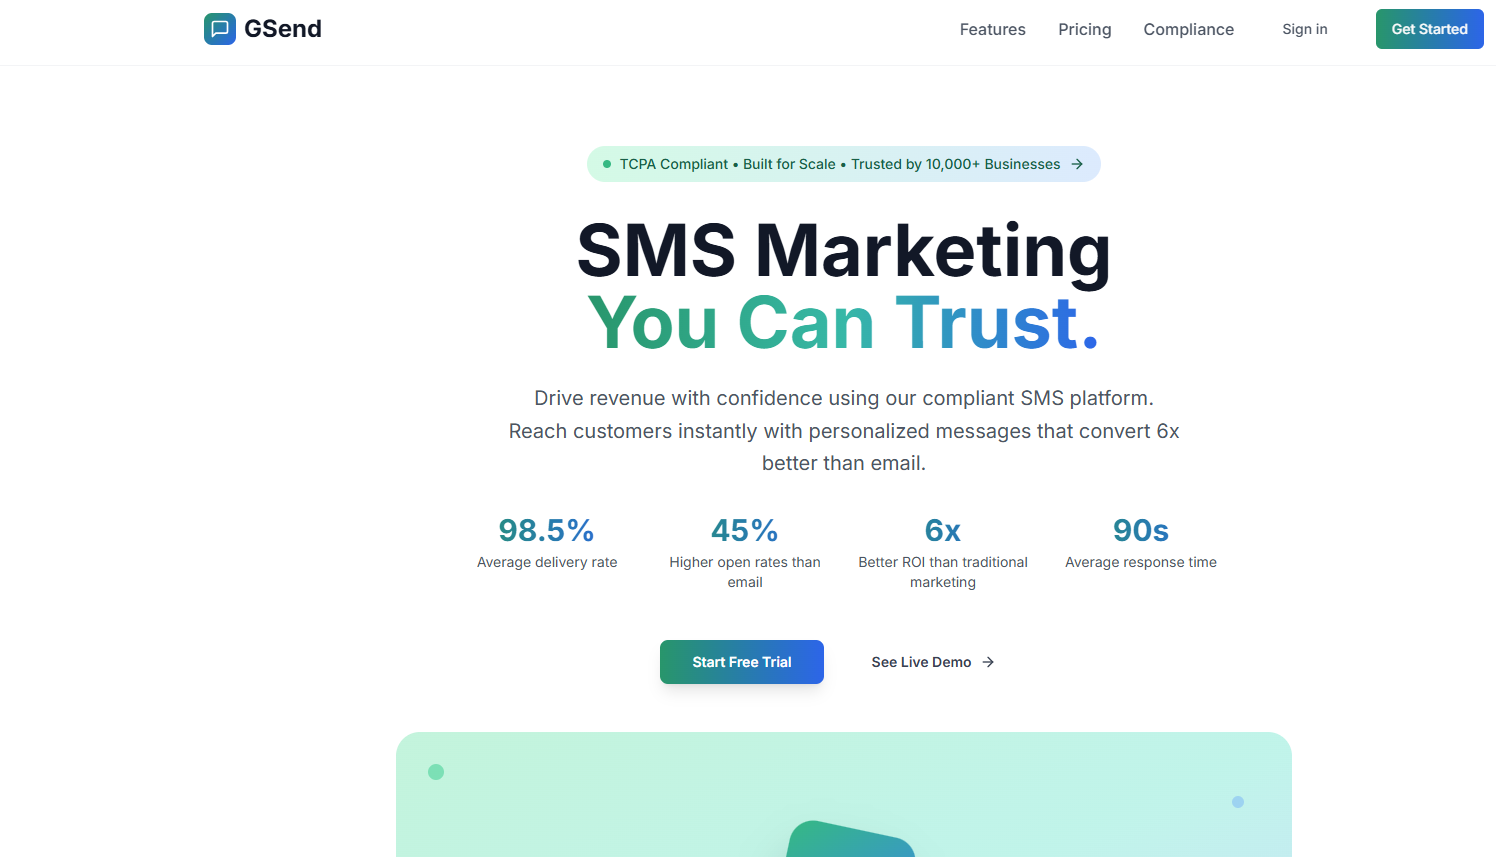 GSend
Features
Pricing
Compliance
Sign in
Get Started
TCPA Compliant • Built for Scale • Trusted by 10,000+ Businesses →
SMS Marketing
You Can Trust.
Drive revenue with confidence using our compliant SMS platform.
Reach customers instantly with personalized messages that convert 6x
better than email.
98.5%
Average delivery rate
45%
Higher open rates than
email
6x
Better ROI than traditional
marketing
90s
Average response time
Start Free Trial
See Live Demo →